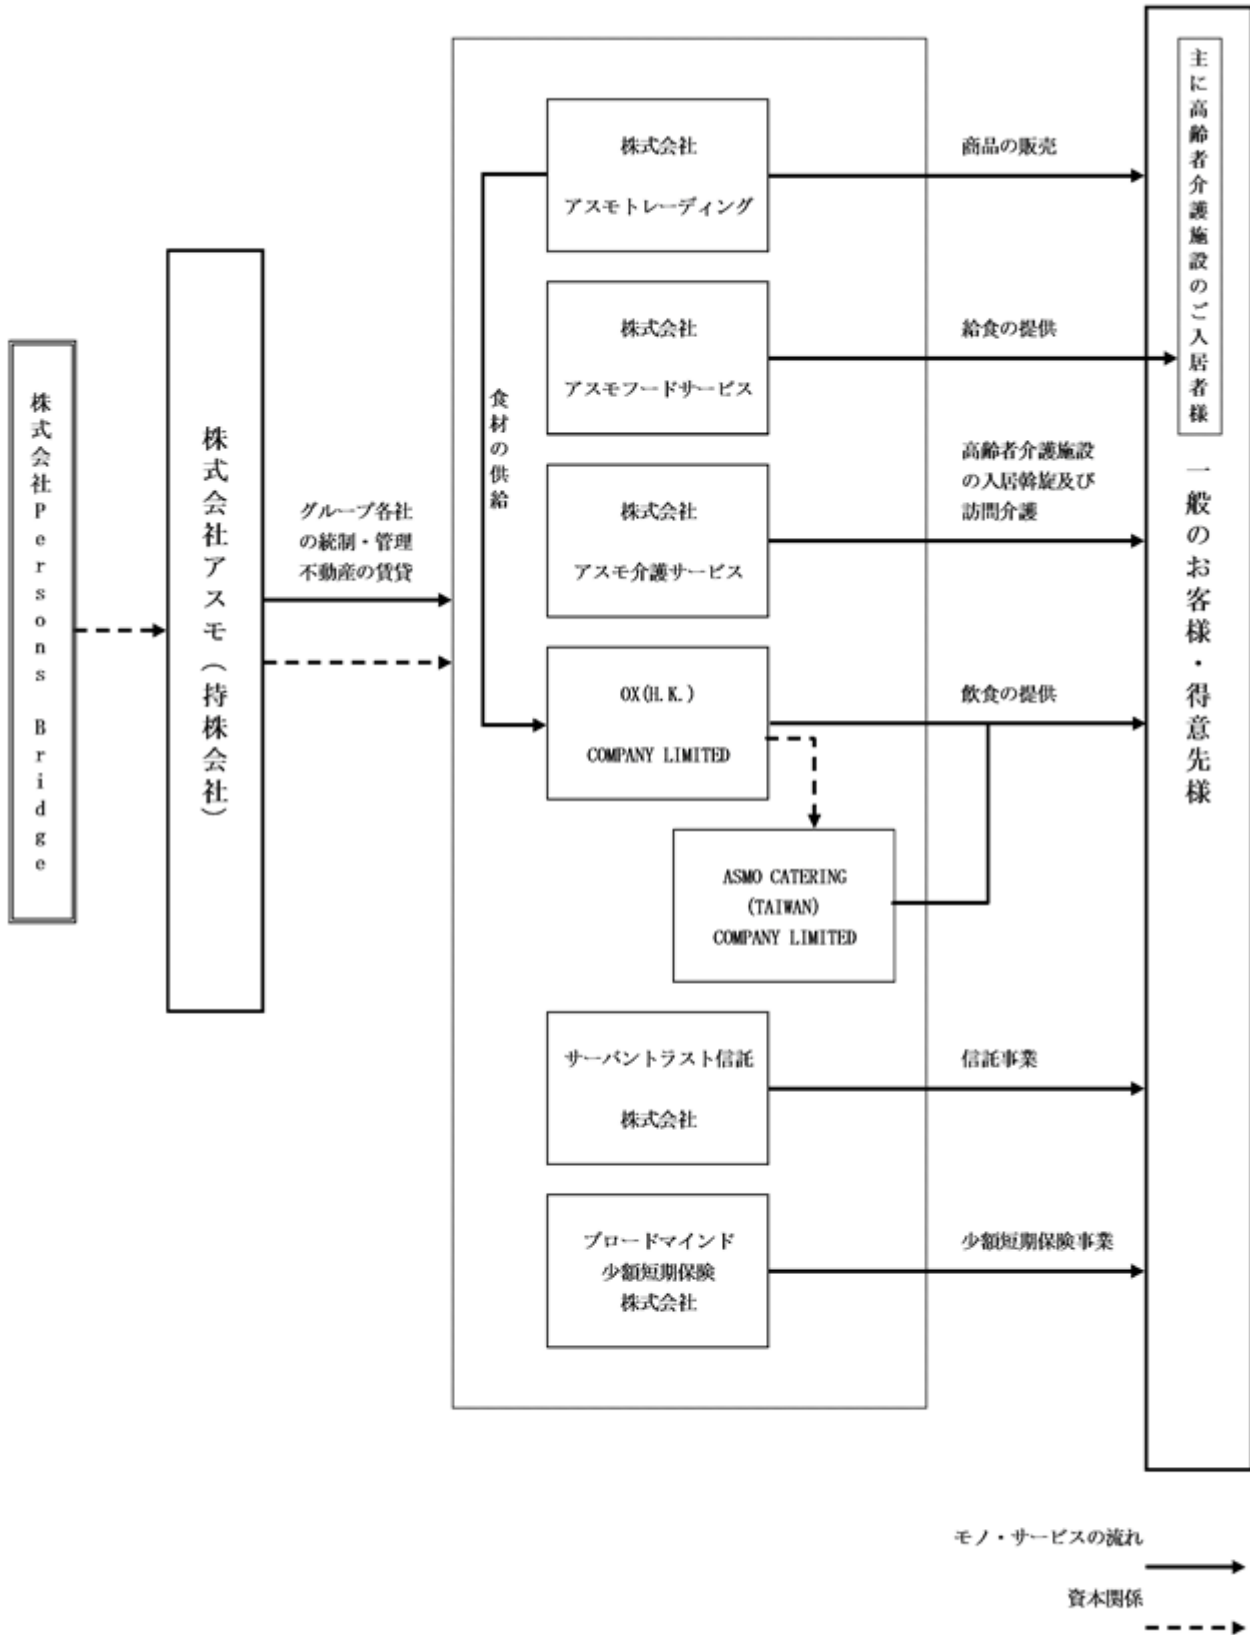 株式会社Persons Bridge
株式会社アスモ（持株会社）
グループ各社
の統制・管理
不動産の賃貸
食材の供給
株式会社
アスモトレーディング
商品の販売
株式会社
アスモフードサービス
給食の提供
株式会社
アスモ介護サービス
高齢者介護施設
の入居斡旋及び
訪問介護
OX(H.K.)
COMPANY LIMITED
飲食の提供
ASMO CATERING
(TAIWAN)
COMPANY LIMITED
サーバントラスト信託
株式会社
信託事業
ブロードマインド
少額短期保険
株式会社
少額短期保険事業
主に高齢者介護施設のご入居者様
一般のお客様・得意先様
モノ・サービスの流れ
資本関係